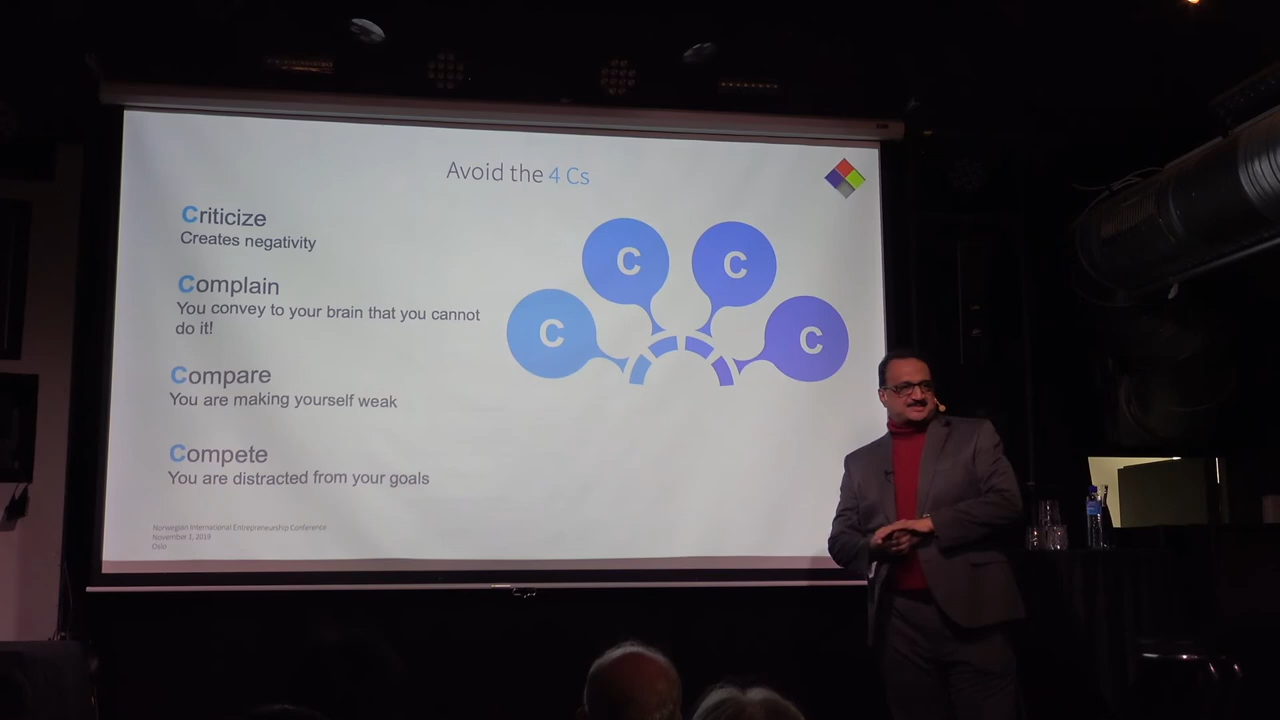 Avoid the 4 Cs
Criticize
Creates negativity
Complain
You convey to your brain that you cannot
do it!
Compare
You are making yourself weak
Compete
You are distracted from your goals
C
C
C
C
Norwegian International Entrepreneurship Conference
November 1, 2019
Oslo